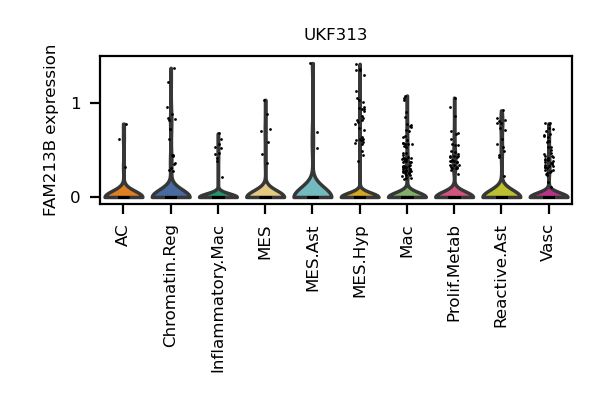 UKF313
FAM213B expression
1
0
AC
Chromatin.Reg
Inflammatory.Mac
MES
MES.Ast
MES.Hyp
Mac
Prolif.Metab
Reactive.Ast
Vasc